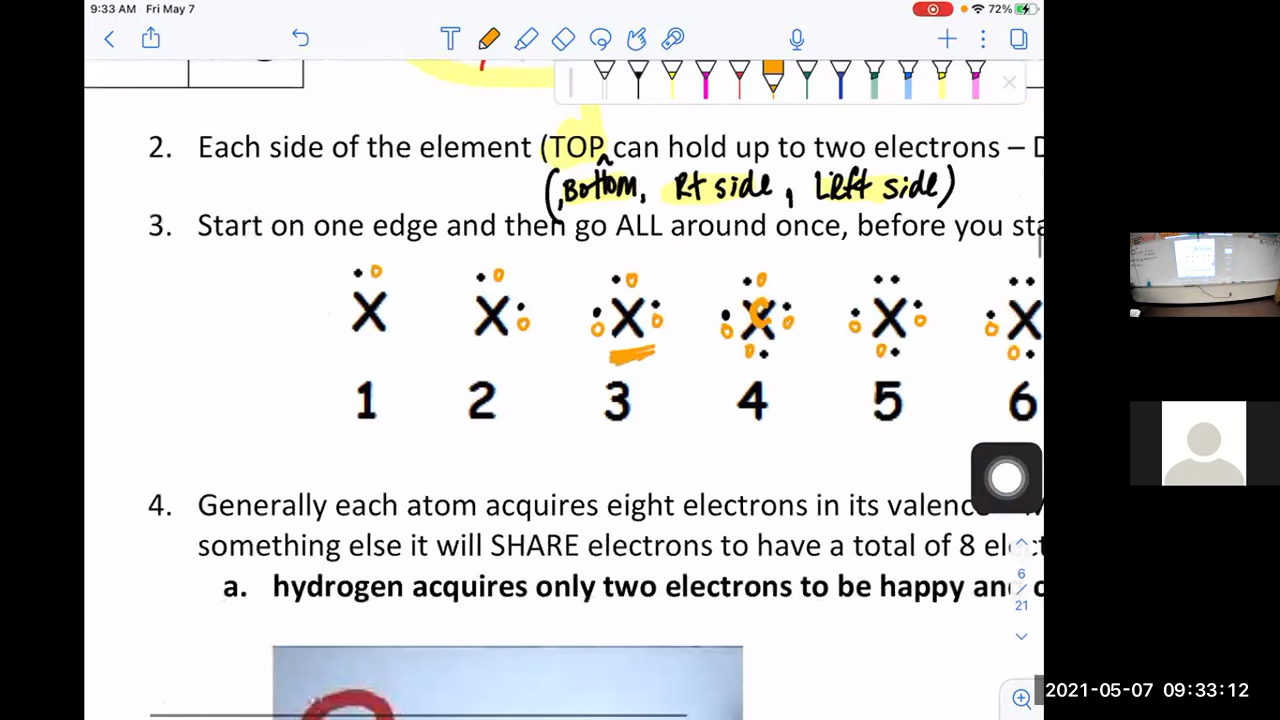 9:33 AM Fri May 7
72%
2. Each side of the element (TOP can hold up to two electrons – D
(, Bottom, Rt side, Left side)
3. Start on one edge and then go ALL around once, before you sta
X X X X X X
C
1 2 3 4 5 6
4. Generally each atom acquires eight electrons in its valenc
something else it will SHARE electrons to have a total of 8 el
a. hydrogen acquires only two electrons to be happy an
6
/
21
2021-05-07 09:33:12